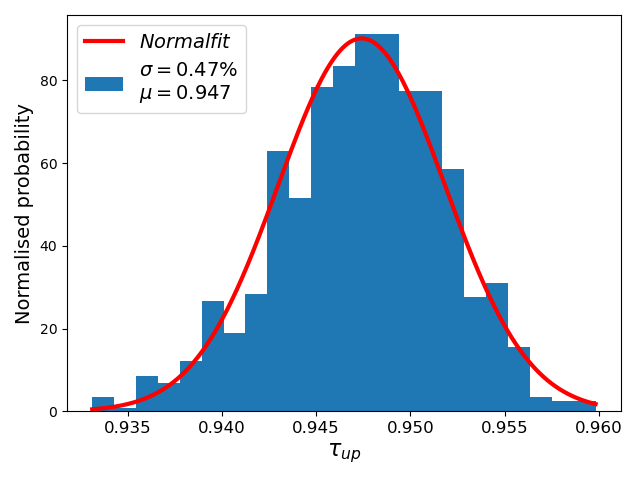 Normalfit
σ = 0.47%
μ = 0.947
Normalised probability
80
60
40
20
0
0.935 0.940 0.945 0.950 0.955 0.960
τup